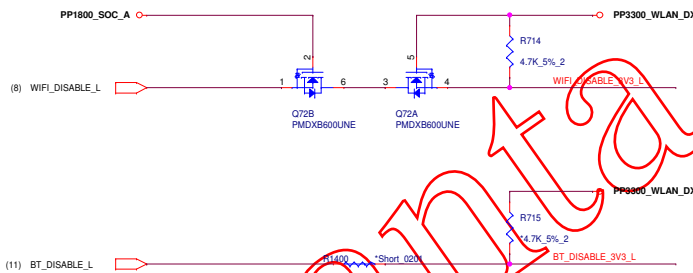 PP1800_SOC_A PP3300_WLAN_DX
2 5
R714
4.7K_5%_2
(8) WIFI_DISABLE_L 1 6 3 4 WIFI_DISABLE_3V3_L
Q72B Q72A
PMDXB600UNE PMDXB600UNE
PP3300_WLAN_DX
R715
*4.7K_5%_2
(11) BT_DISABLE_L R1400 *Short_0201 BT_DISABLE_3V3_L